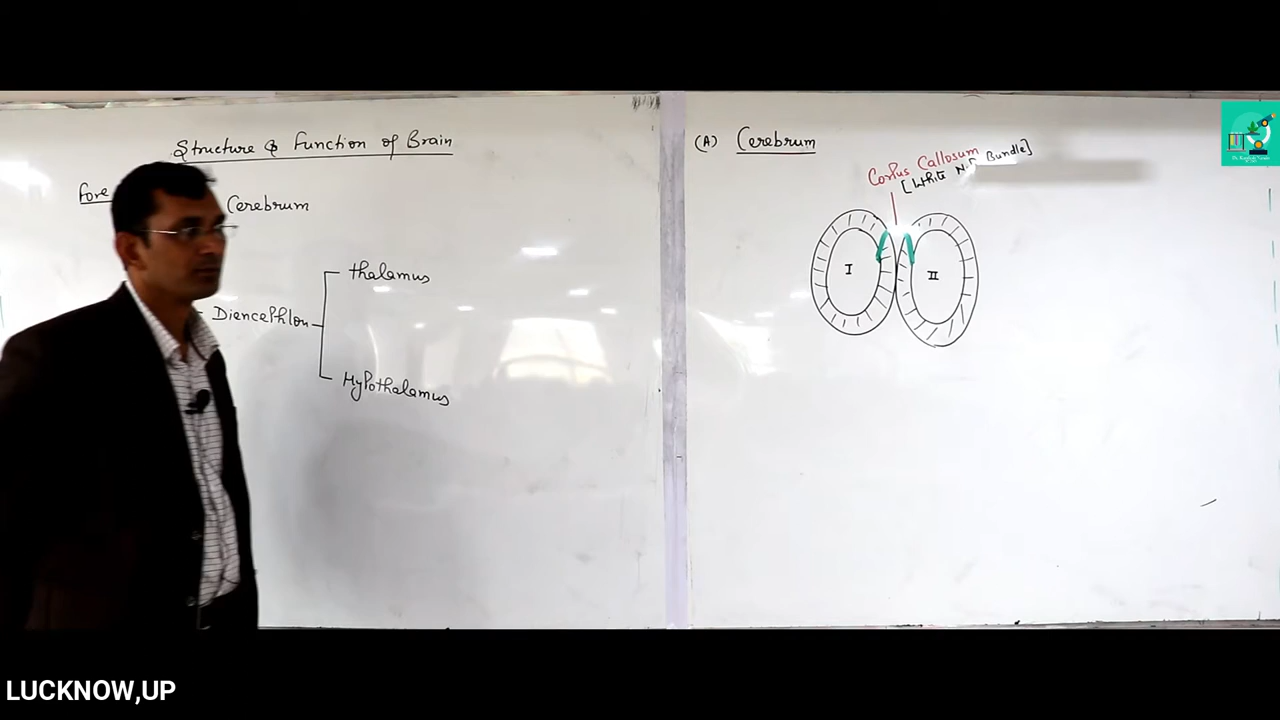 Structure & Function of Brain
Fore
Cerebrum
thalamus
Diencephlon
Hypothalamus
(A) Cerebrum
Corpus Callosum
[White N.F Bundle]
I
II
LUCKNOW,UP